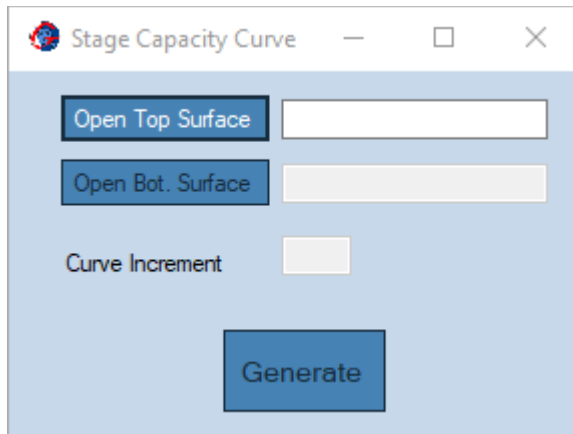 Stage Capacity Curve
Open Top Surface
Open Bot. Surface
Curve Increment
Generate